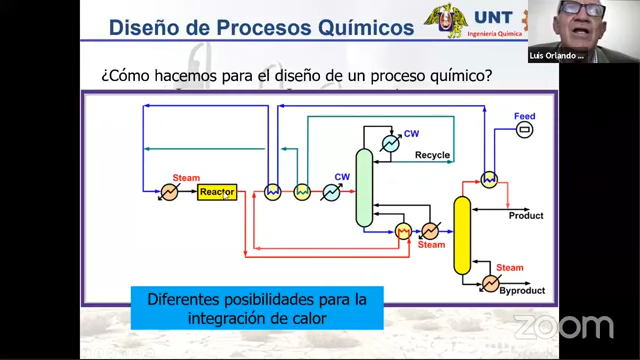 Diseño de Procesos Químicos
UNT
Ingeniería Química
Luis Orlando
¿Cómo hacemos para el diseño de un proceso químico?
Feed
CW
Recycle
Steam
CW
Reactor
Product
Steam
Steam
Byproduct
Diferentes posibilidades para la
integración de calor
zoom